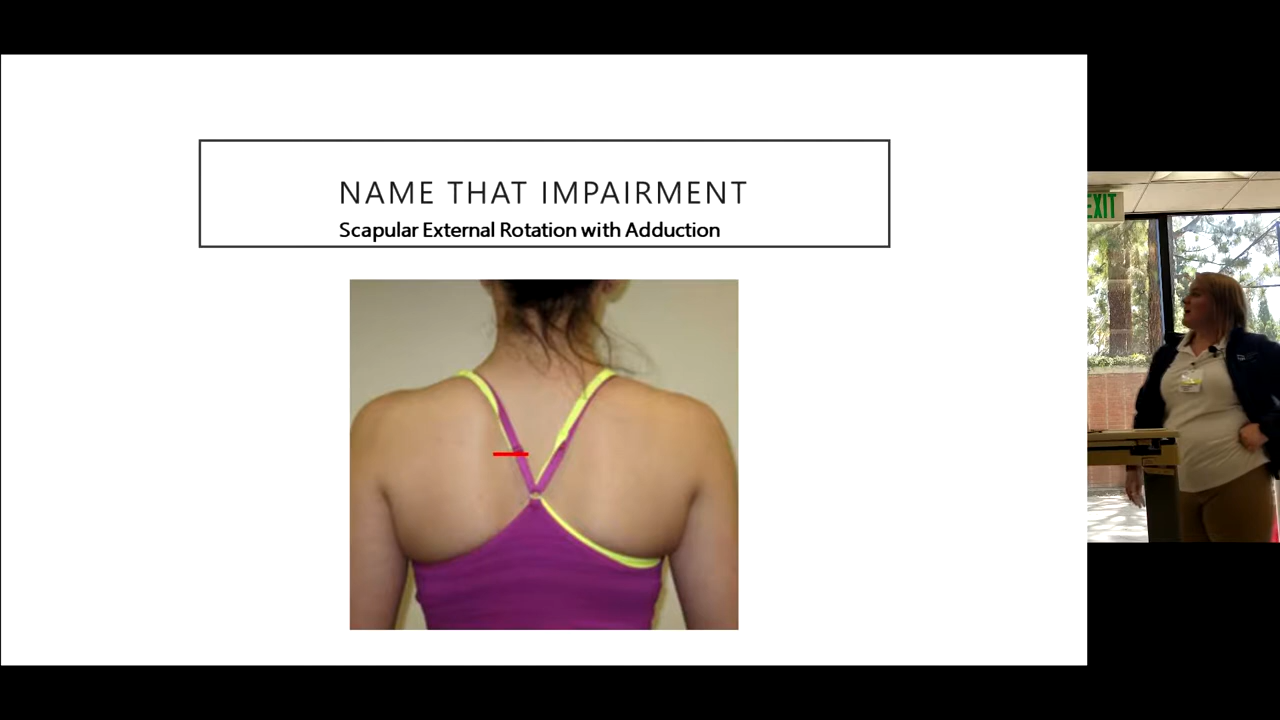 NAME THAT IMPAIRMENT
Scapular External Rotation with Adduction
EXIT